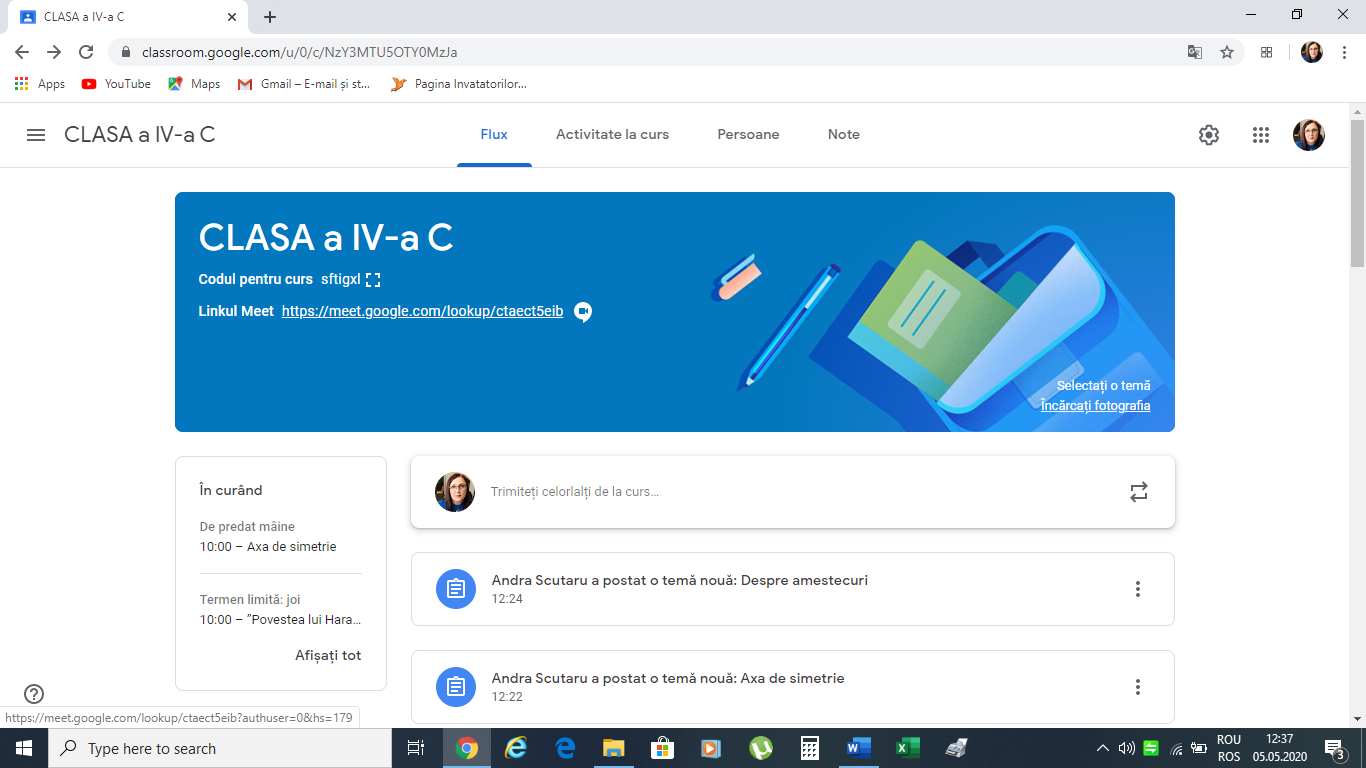 CLASA a IV-a C
classroom.google.com/u/0/c/NzY3MTU5OTY0MzJa
Apps YouTube Maps Gmail – E-mail și st... Pagina Invatatorilor...
CLASA a IV-a C Flux Activitate la curs Persoane Note
CLASA a IV-a C
Codul pentru curs sftigxl
Linkul Meet https://meet.google.com/lookup/ctaect5eib
Selectați o temă
Încărcați fotografia
În curând
De predat mâine
10:00 – Axa de simetrie
Termen limită: joi
10:00 – "Povestea lui Hara...
Afișați tot
Trimiteți celorlalți de la curs...
Andra Scutaru a postat o temă nouă: Despre amestecuri
12:24
Andra Scutaru a postat o temă nouă: Axa de simetrie
12:22
https://meet.google.com/lookup/ctaect5eib?authuser=0&hs=179
Type here to search
ROU
ROS
12:37
05.05.2020
3